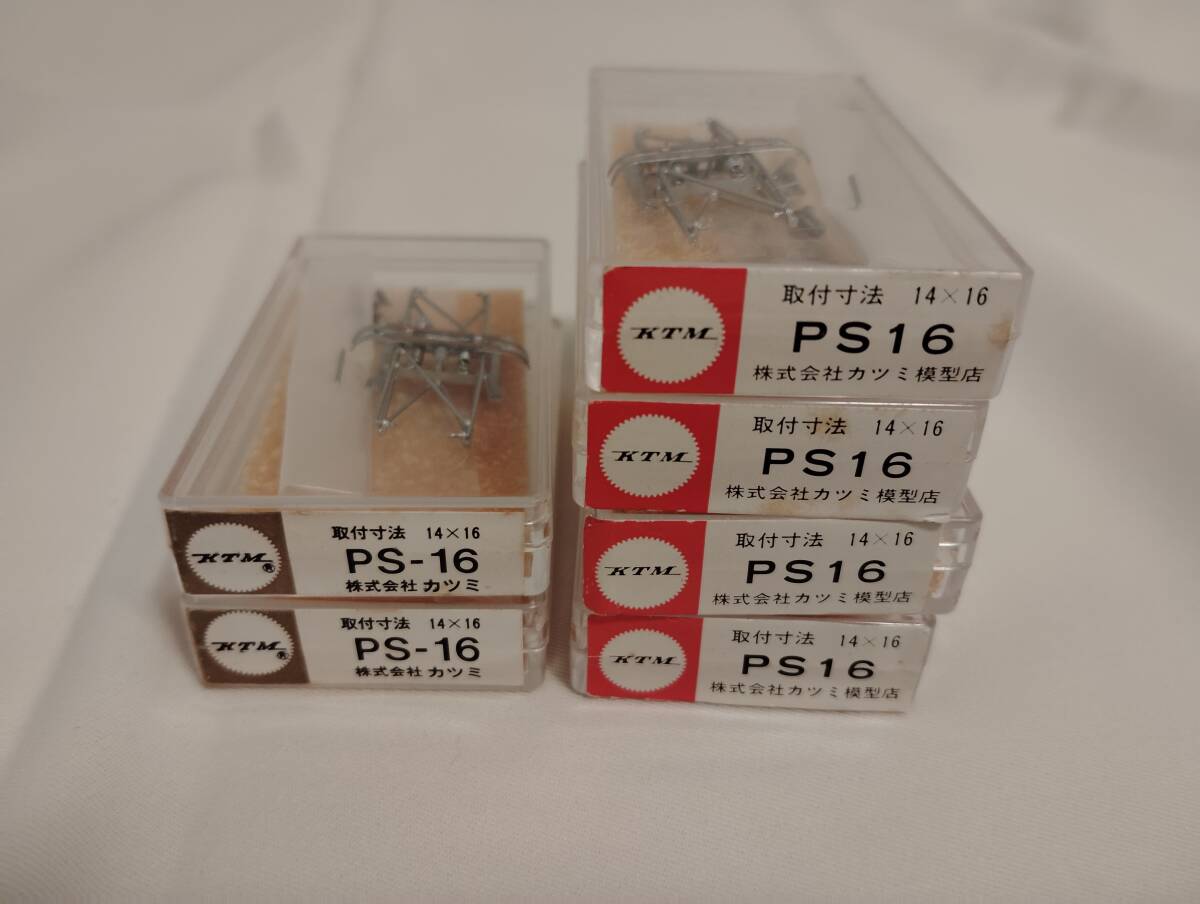 KTM®
取付寸法 14×16
PS-16
株式会社 カツミ
KTM®
取付寸法 14×16
PS-16
株式会社 カツミ
KTM
取付寸法 14×16
PS16
株式会社カツミ模型店
KTM
取付寸法 14×16
PS16
株式会社カツミ模型店
KTM
取付寸法 14×16
PS16
株式会社カツミ模型店
KTM
取付寸法 14×16
PS16
株式会社カツミ模型店